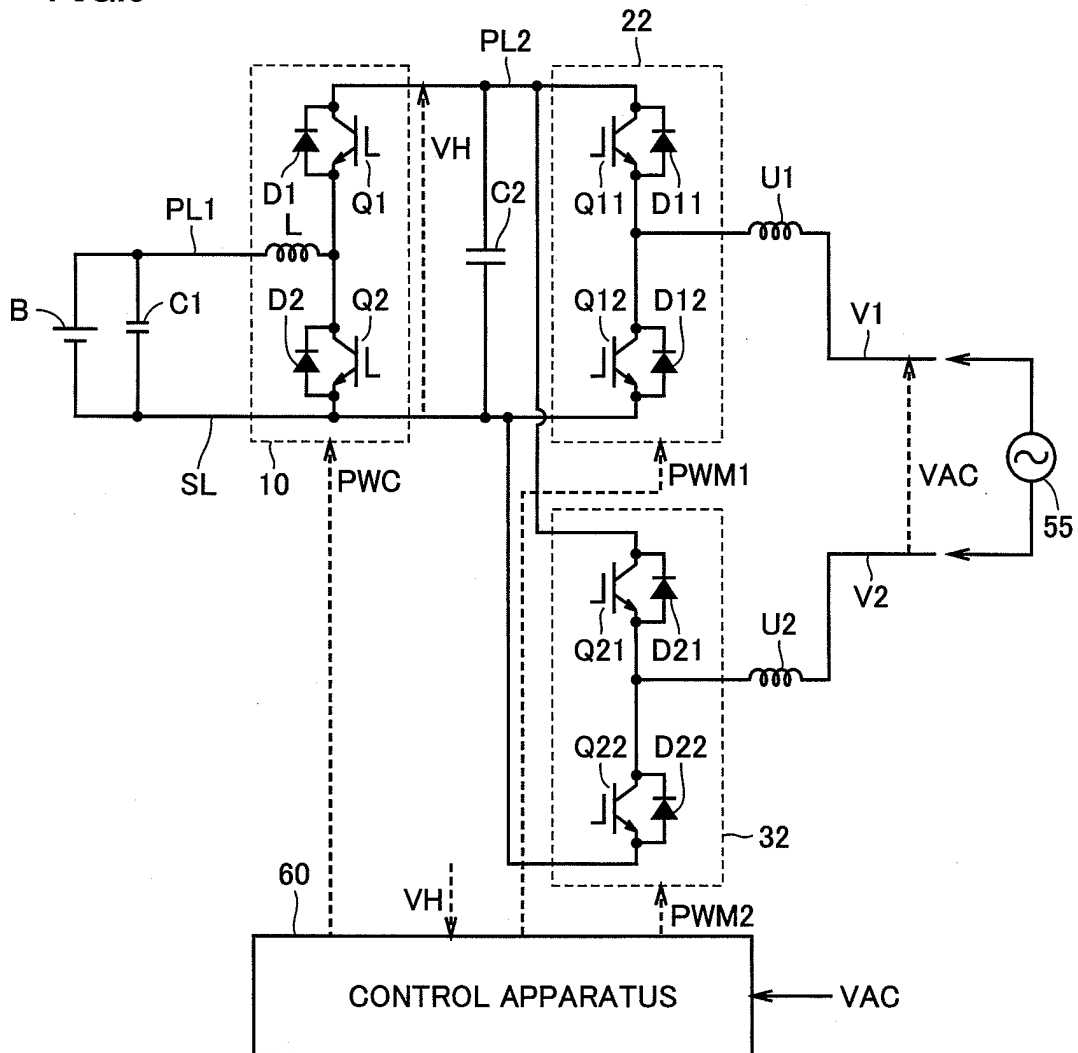 22
PL2
D1
Q1
VH
C2
Q11
D11
U1
PL1
L
B
C1
D2
Q2
Q12
D12
V1
SL
10
PWC
PWM1
VAC
55
V2
Q21
D21
U2
Q22
D22
32
60
VH
PWM2
CONTROL APPARATUS
VAC